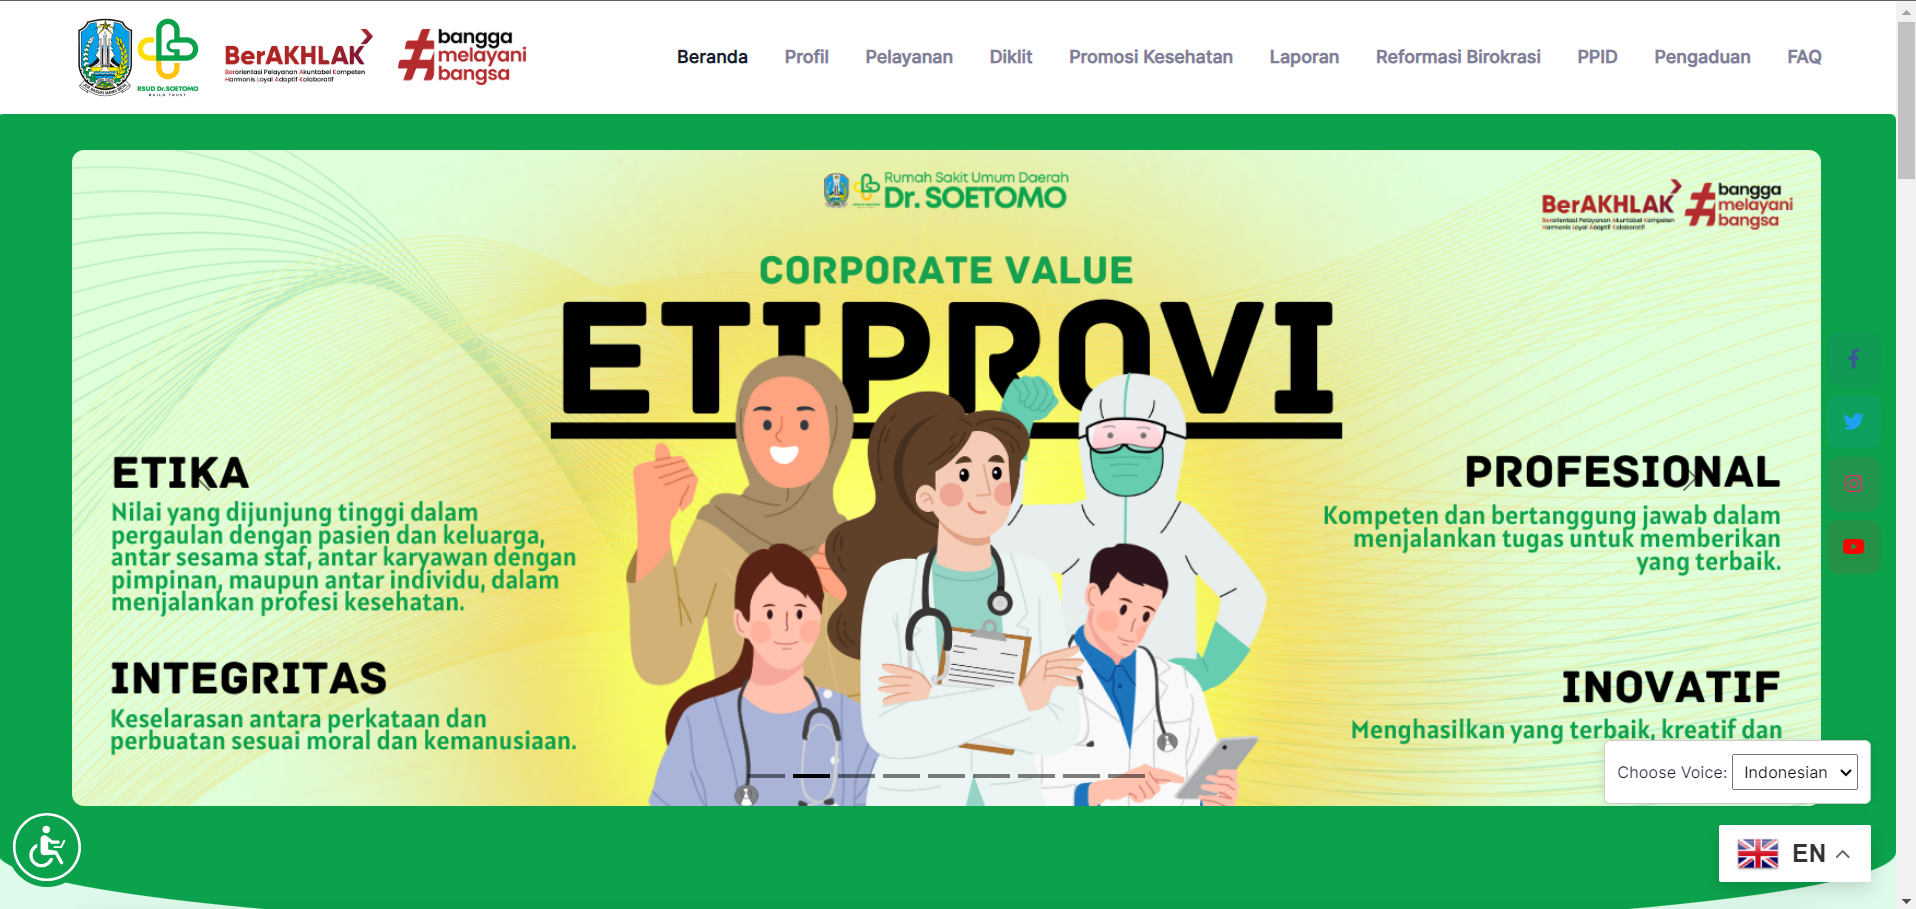 RSUD Dr.SOETOMO
BUILD TRUST
BerAKHLAK
Berorientasi Pelayanan Akuntabel Kompeten
Harmonis Loyal Adaptif Kolaboratif
# bangga
melayani
bangsa
Beranda Profil Pelayanan Diklit Promosi Kesehatan Laporan Reformasi Birokrasi PPID Pengaduan FAQ
Rumah Sakit Umum Daerah
Dr. SOETOMO
BerAKHLAK
Berorientasi Pelayanan Akuntabel Kompeten
Harmonis Loyal Adaptif Kolaboratif
# bangga
melayani
bangsa
CORPORATE VALUE
ETIPROVI
ETIKA
Nilai yang dijunjung tinggi dalam
pergaulan dengan pasien dan keluarga,
antar sesama staf, antar karyawan dengan
pimpinan, maupun antar individu, dalam
menjalankan profesi kesehatan.
PROFESIONAL
Kompeten dan bertanggung jawab dalam
menjalankan tugas untuk memberikan
yang terbaik.
INTEGRITAS
Keselarasan antara perkataan dan
perbuatan sesuai moral dan kemanusiaan.
INOVATIF
Menghasilkan yang terbaik, kreatif dan
Choose Voice: Indonesian
EN